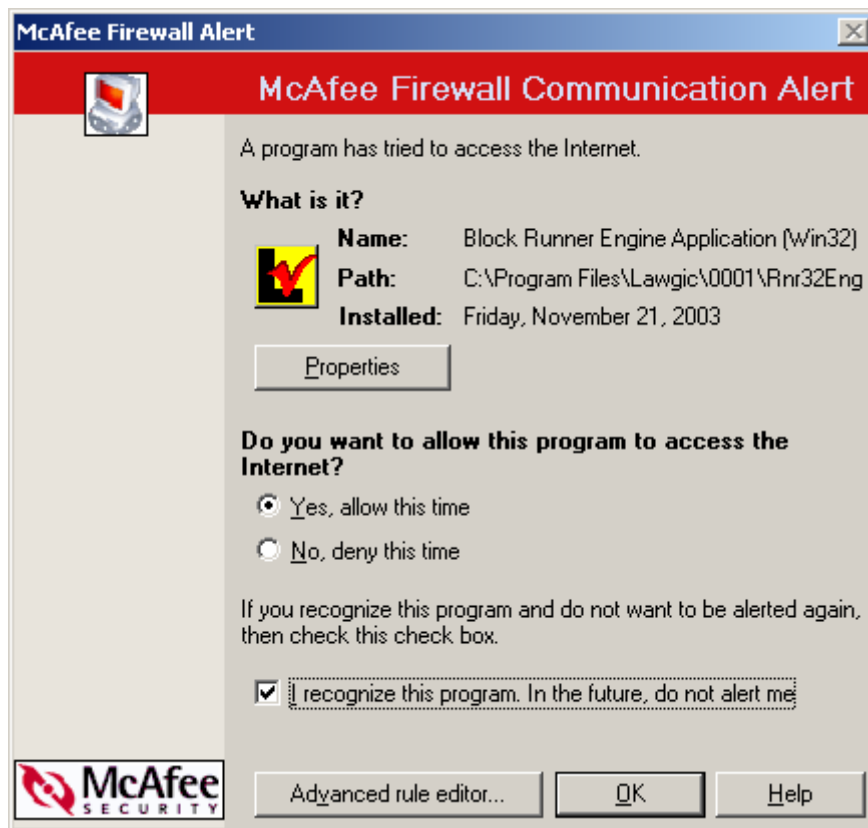 McAfee Firewall Alert
McAfee Firewall Communication Alert
A program has tried to access the Internet.
What is it?
Name: Block Runner Engine Application (Win32)
Path: C:\Program Files\Lawgic\0001\Rnr32Eng
Installed: Friday, November 21, 2003
Properties
Do you want to allow this program to access the
Internet?
Yes, allow this time
No, deny this time
If you recognize this program and do not want to be alerted again,
then check this check box.
I recognize this program. In the future, do not alert me
McAfee
SECURITY
Advanced rule editor... OK Help